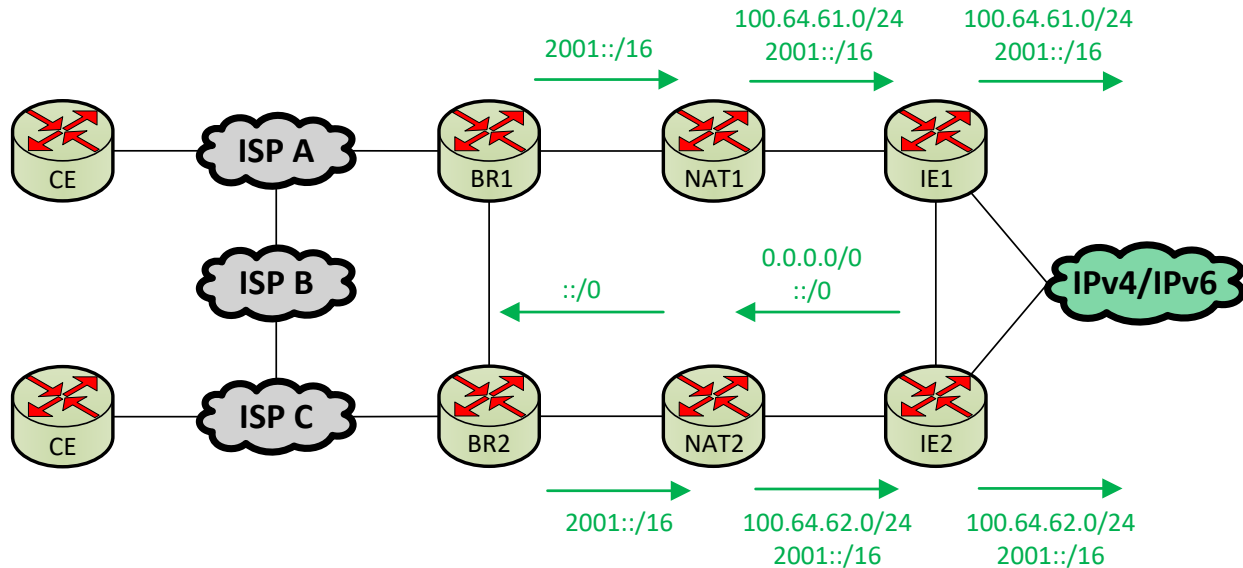 100.64.61.0/24
100.64.61.0/24
2001::/16
2001::/16
2001::/16
CE
ISP A
BR1
NAT1
IE1
ISP B
::/0
0.0.0.0/0
::/0
IPv4/IPv6
CE
ISP C
BR2
NAT2
IE2
2001::/16
100.64.62.0/24
2001::/16
100.64.62.0/24
2001::/16